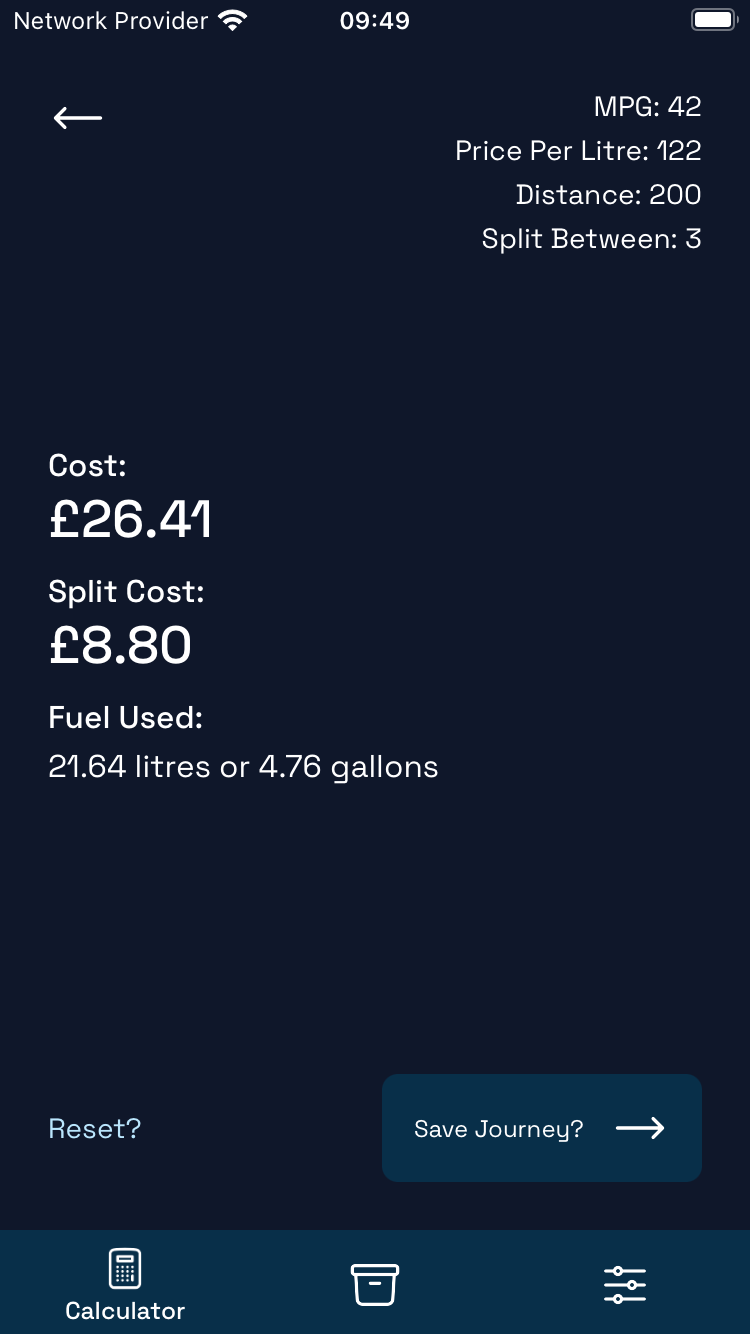 Network Provider 09:49
MPG: 42
Price Per Litre: 122
Distance: 200
Split Between: 3
Cost:
£26.41
Split Cost:
£8.80
Fuel Used:
21.64 litres or 4.76 gallons
Reset?
Save Journey?
Calculator